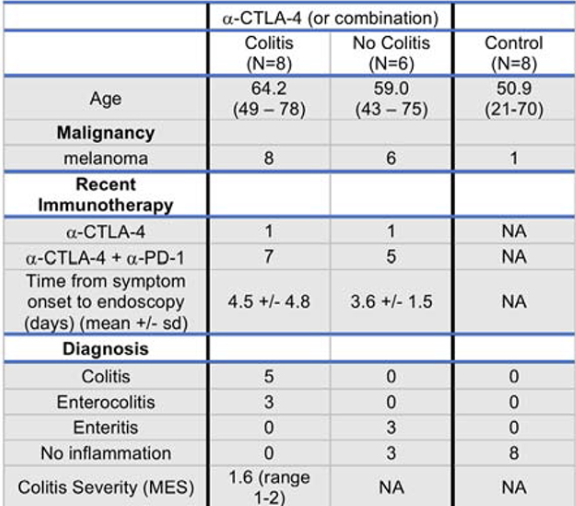 α-CTLA-4 (or combination)
Colitis (N=8) No Colitis (N=6) Control (N=8)
Age 64.2 (49 – 78) 59.0 (43 – 75) 50.9 (21-70)
Malignancy
melanoma 8 6 1
Recent Immunotherapy
α-CTLA-4 1 1 NA
α-CTLA-4 + α-PD-1 7 5 NA
Time from symptom onset to endoscopy (days) (mean +/- sd) 4.5 +/- 4.8 3.6 +/- 1.5 NA
Diagnosis
Colitis 5 0 0
Enterocolitis 3 0 0
Enteritis 0 3 0
No inflammation 0 3 8
Colitis Severity (MES) 1.6 (range 1-2) NA NA